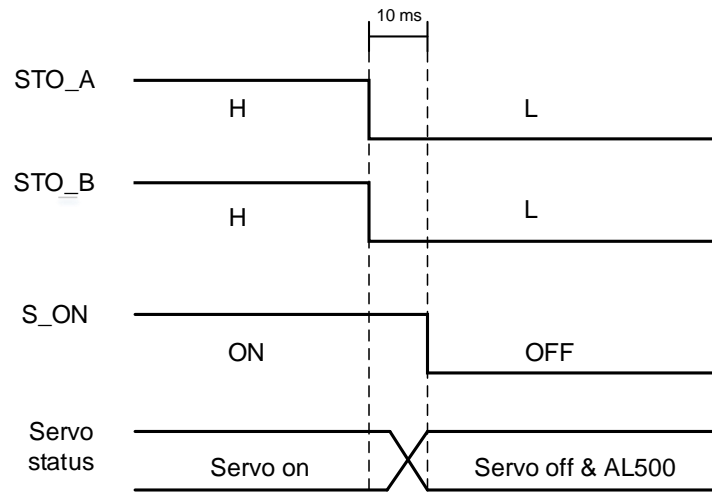 10 ms
STO_A
H
L
STO_B
H
L
S_ON
ON
OFF
Servo
status
Servo on
Servo off & AL500